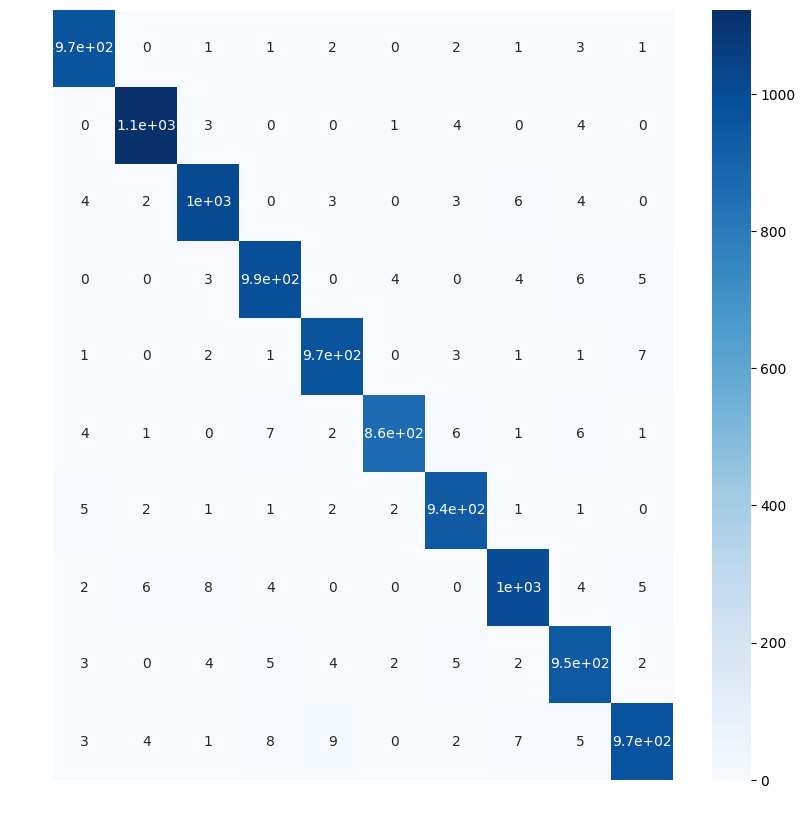 9.7e+02 0 1 1 2 0 2 1 3 1
0 1.1e+03 3 0 0 1 4 0 4 0
4 2 1e+03 0 3 0 3 6 4 0
0 0 3 9.9e+02 0 4 0 4 6 5
1 0 2 1 9.7e+02 0 3 1 1 7
4 1 0 7 2 8.6e+02 6 1 6 1
5 2 1 1 2 2 9.4e+02 1 1 0
2 6 8 4 0 0 0 1e+03 4 5
3 0 4 5 4 2 5 2 9.5e+02 2
3 4 1 8 9 0 2 7 5 9.7e+02
1000
800
600
400
200
0